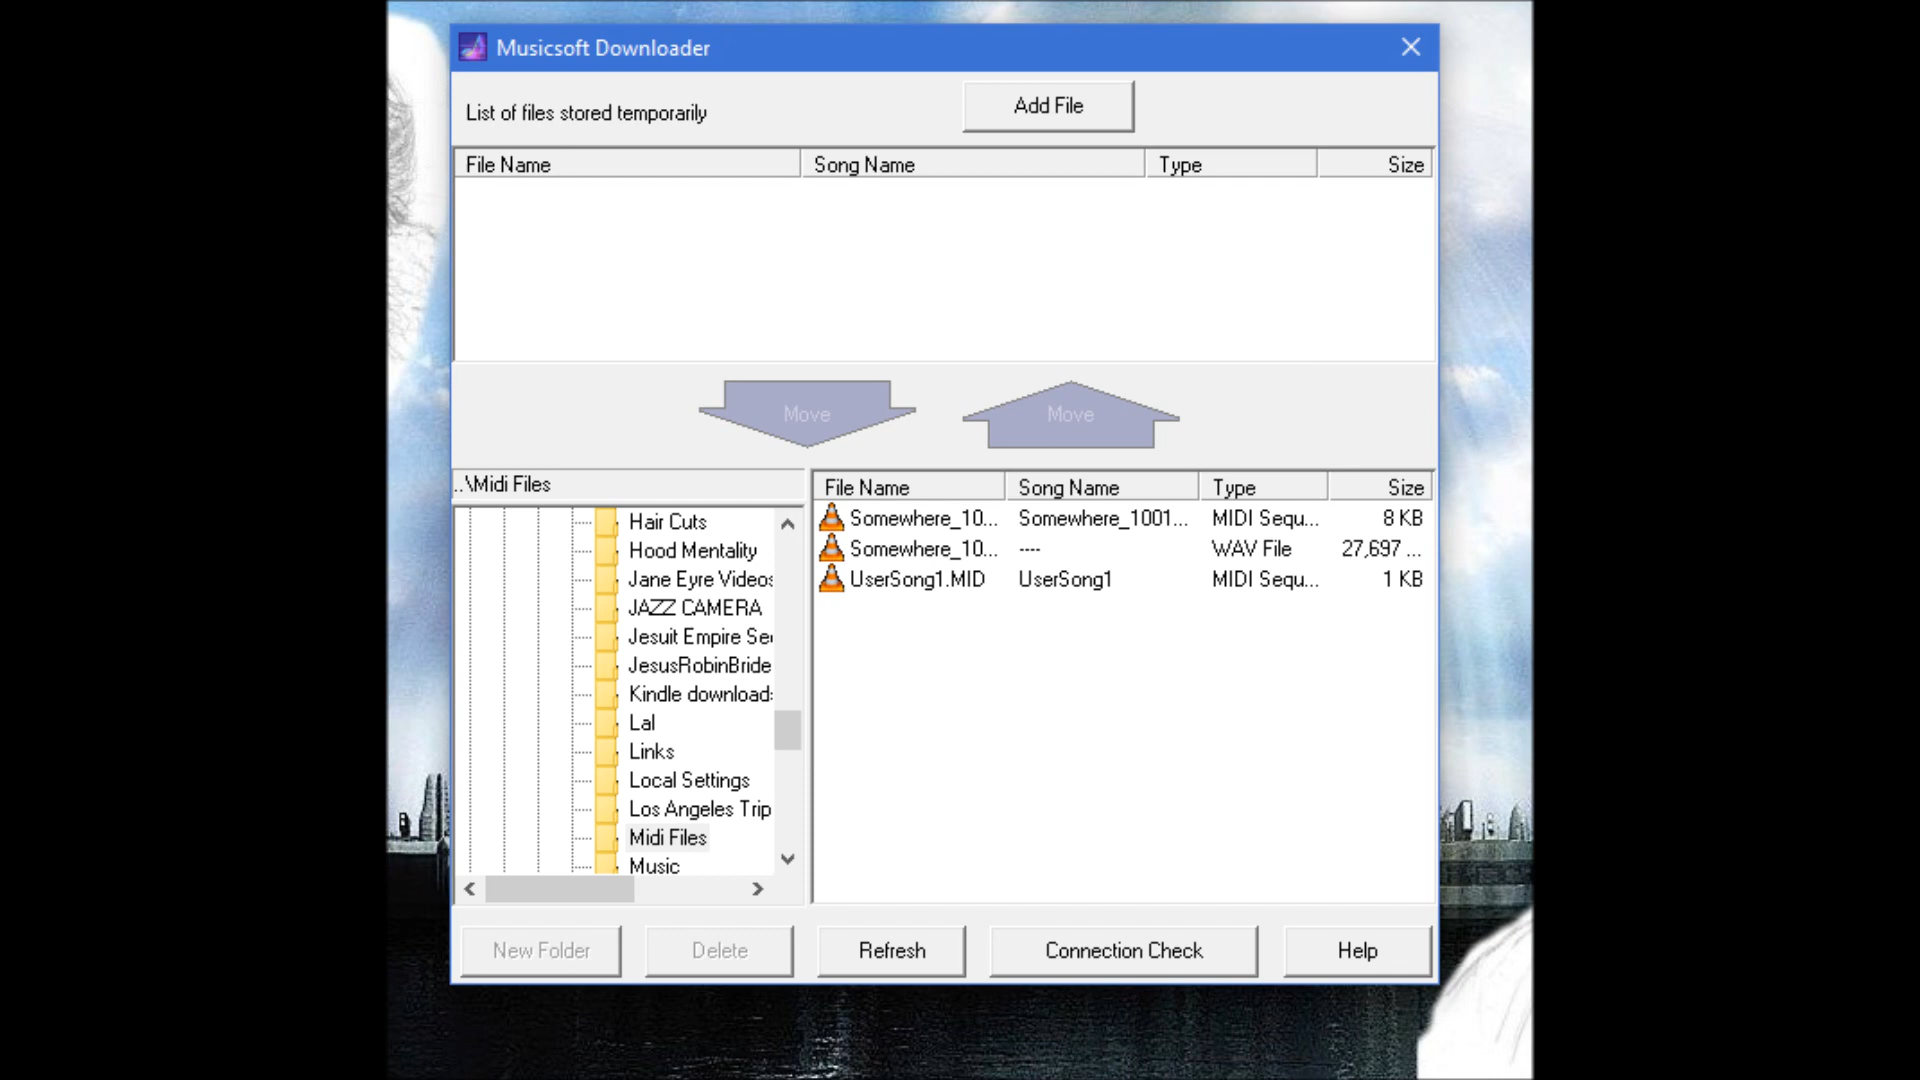 Musicsoft Downloader
List of files stored temporarily
Add File
File Name Song Name Type Size
Move Move
..\Midi Files
Hair Cuts
Hood Mentality
Jane Eyre Videos
JAZZ CAMERA
Jesuit Empire Se
JesusRobinBride
Kindle download
Lal
Links
Local Settings
Los Angeles Trip
Midi Files
Music
File Name Song Name Type Size
Somewhere_10... Somewhere_1001... MIDI Sequ... 8 KB
Somewhere_10... ---- WAV File 27,697 ...
UserSong1.MID UserSong1 MIDI Sequ... 1 KB
New Folder Delete Refresh Connection Check Help